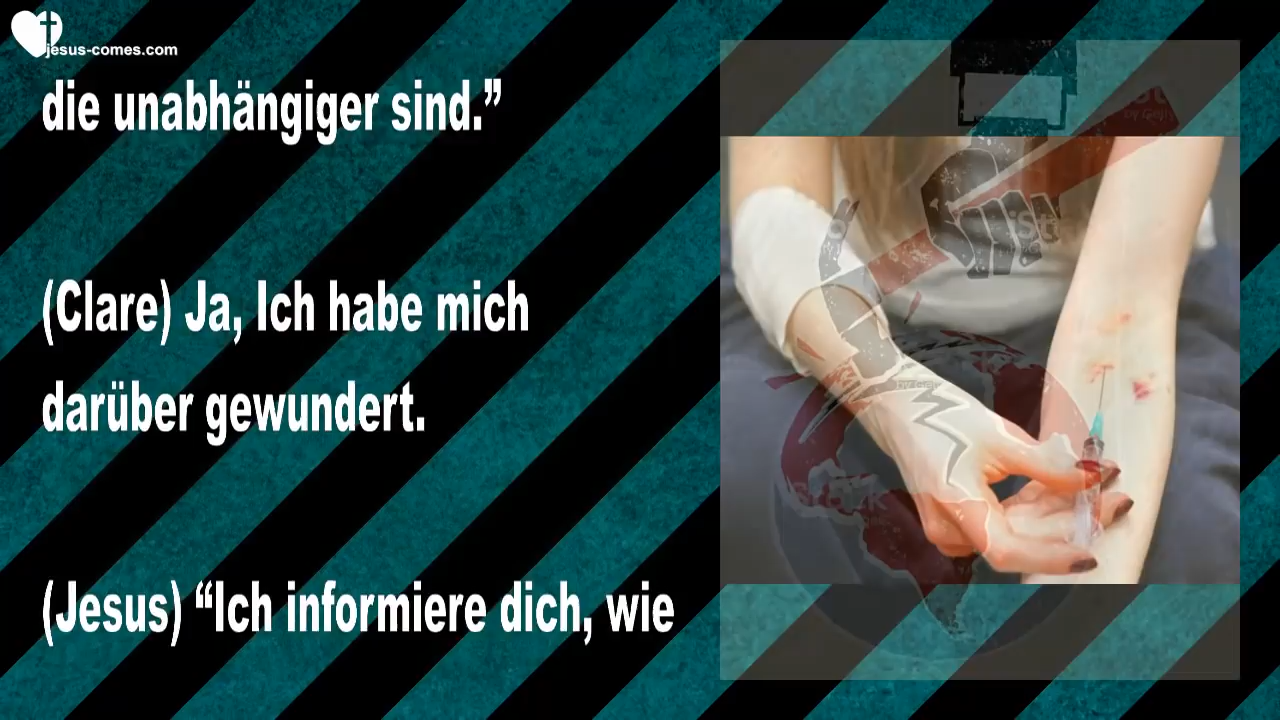 jesus-comes.com
die unabhängiger sind.”
(Clare) Ja, Ich habe mich
darüber gewundert.
(Jesus) “Ich informiere dich, wie